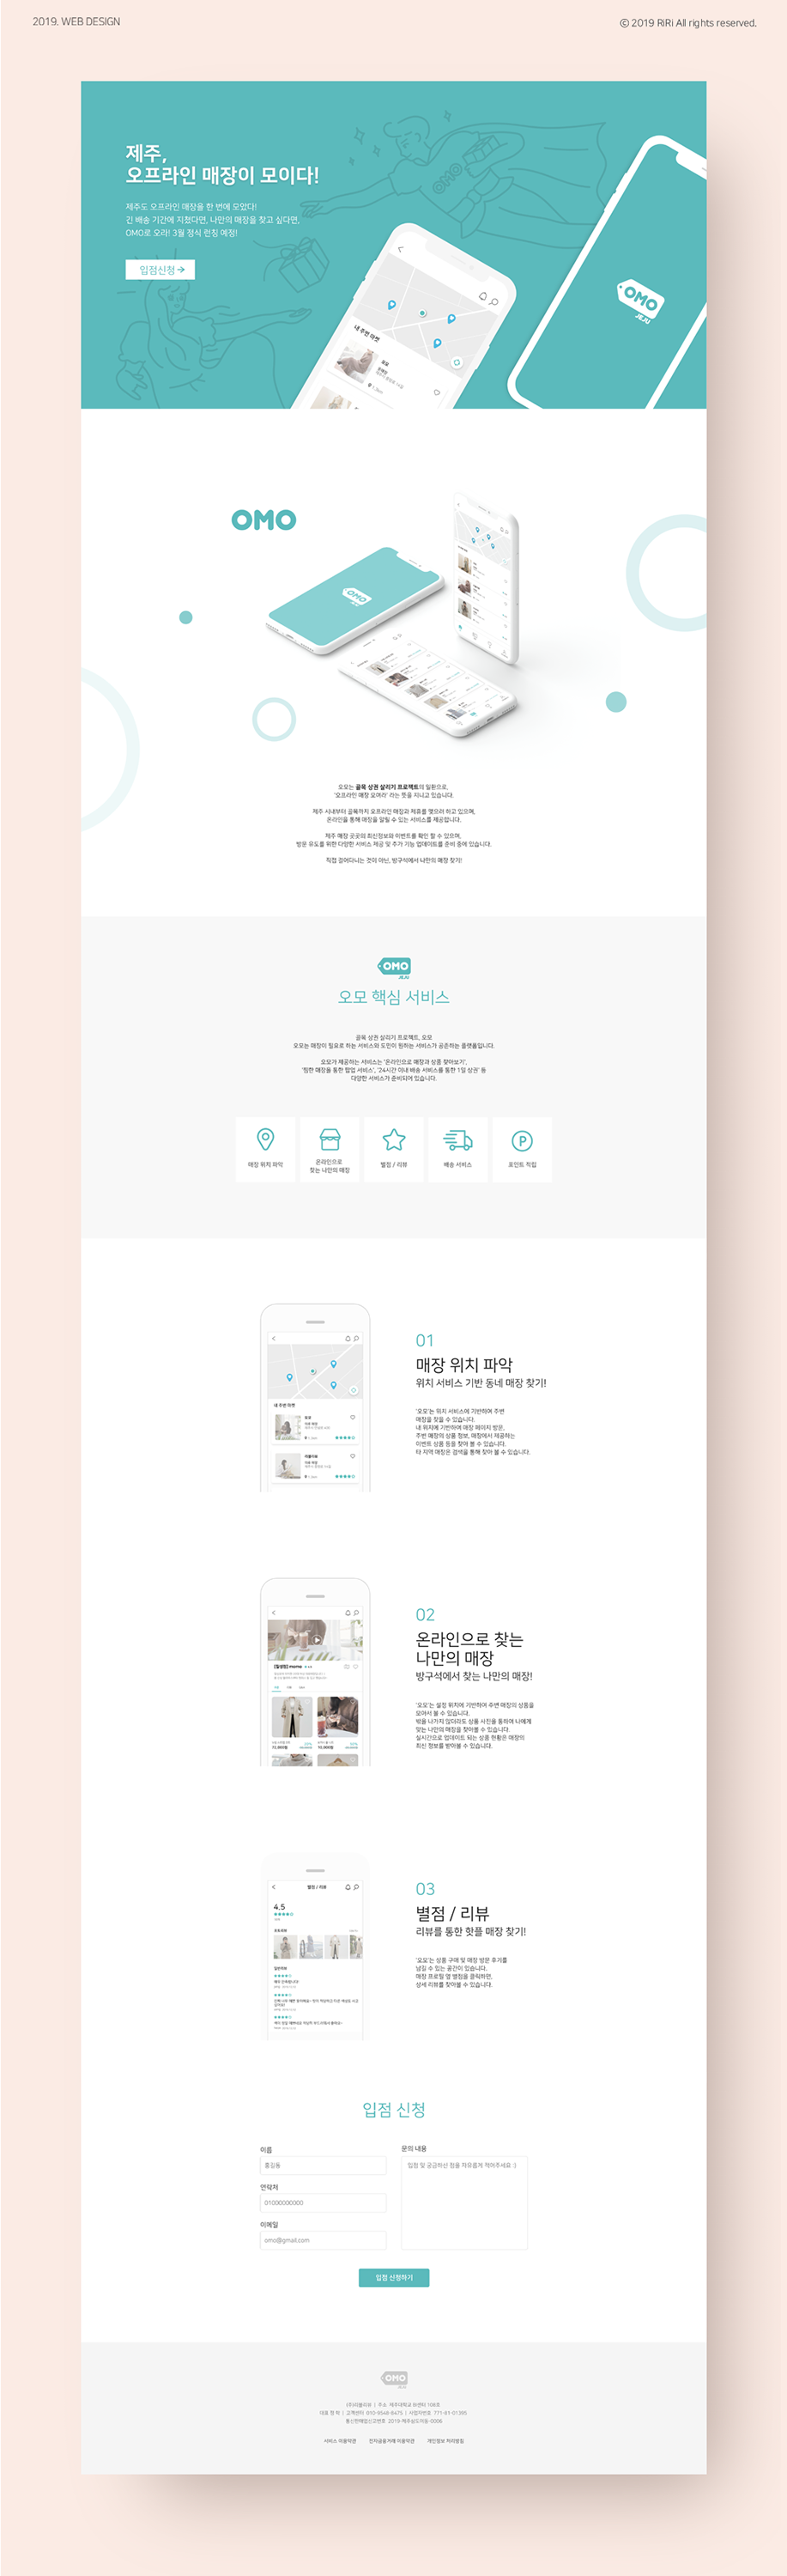 2019. WEB DESIGN
© 2019 RiRi All rights reserved.
제주,
오프라인 매장이 모이다!
제주도 오프라인 매장을 한 번에 모았다!
긴 배송 기간에 지쳤다면, 나만의 매장을 찾고 싶다면,
OMO로 오라! 3월 정식 런칭 예정!
입점신청 →
OMO
내 주변 마켓
OMO
JEJU
OMO
OMO
오모는 골목 상권 살리기 프로젝트의 일환으로,
'오프라인 매장 모여라' 라는 뜻을 지니고 있습니다.
제주 시내부터 골목까지 오프라인 매장과 제휴를 맺으려 하고 있으며,
온라인을 통해 매장을 알릴 수 있는 서비스를 제공합니다.
제주 매장 곳곳의 최신정보와 이벤트를 확인 할 수 있으며,
방문 유도를 위한 다양한 서비스 제공 및 추가 기능 업데이트를 준비 중에 있습니다.
직접 걸어다니는 것이 아닌, 방구석에서 나만의 매장 찾기!
OMO
JEJU
오모 핵심 서비스
골목 상권 살리기 프로젝트, 오모
오모는 매장이 필요로 하는 서비스와 도민이 원하는 서비스가 공존하는 플랫폼입니다.
오모가 제공하는 서비스는 '온라인으로 매장과 상품 찾아보기',
'찜한 매장을 통한 팝업 서비스', '24시간 이내 배송 서비스를 통한 1일 상권' 등
다양한 서비스가 준비되어 있습니다.
매장 위치 파악
온라인으로
찾는 나만의 매장
별점 / 리뷰
배송 서비스
P
포인트 적립
내 주변 마켓
01
매장 위치 파악
위치 서비스 기반 동네 매장 찾기!
'오모'는 위치 서비스에 기반하여 주변
매장을 찾을 수 있습니다.
내 위치에 기반하여 매장 페이지 방문,
주변 매장의 상품 정보, 매장에서 제공하는
이벤트 상품 등을 찾아 볼 수 있습니다.
타 지역 매장은 검색을 통해 찾아 볼 수 있습니다.
02
온라인으로 찾는
나만의 매장
방구석에서 찾는 나만의 매장!
'오모'는 설정 위치에 기반하여 주변 매장의 상품을
모아서 볼 수 있습니다.
밖을 나가지 않더라도 상품 사진을 통하여 나에게
맞는 나만의 매장을 찾아볼 수 있습니다.
실시간으로 업데이트 되는 상품 현황은 매장의
최신 정보를 받아볼 수 있습니다.
별점 / 리뷰
4.5
포토리뷰
일반리뷰
03
별점 / 리뷰
리뷰를 통한 핫플 매장 찾기!
'오모'는 상품 구매 및 매장 방문 후기를
남길 수 있는 공간이 있습니다.
매장 프로필 옆 별점을 클릭하면,
상세 리뷰를 찾아볼 수 있습니다.
입점 신청
이름
홍길동
연락처
01000000000
이메일
omo@gmail.com
문의 내용
입점 및 궁금하신 점을 자유롭게 적어주세요 :)
입점 신청하기
OMO
JEJU
서비스 이용약관
전자금융거래 이용약관
개인정보 처리방침